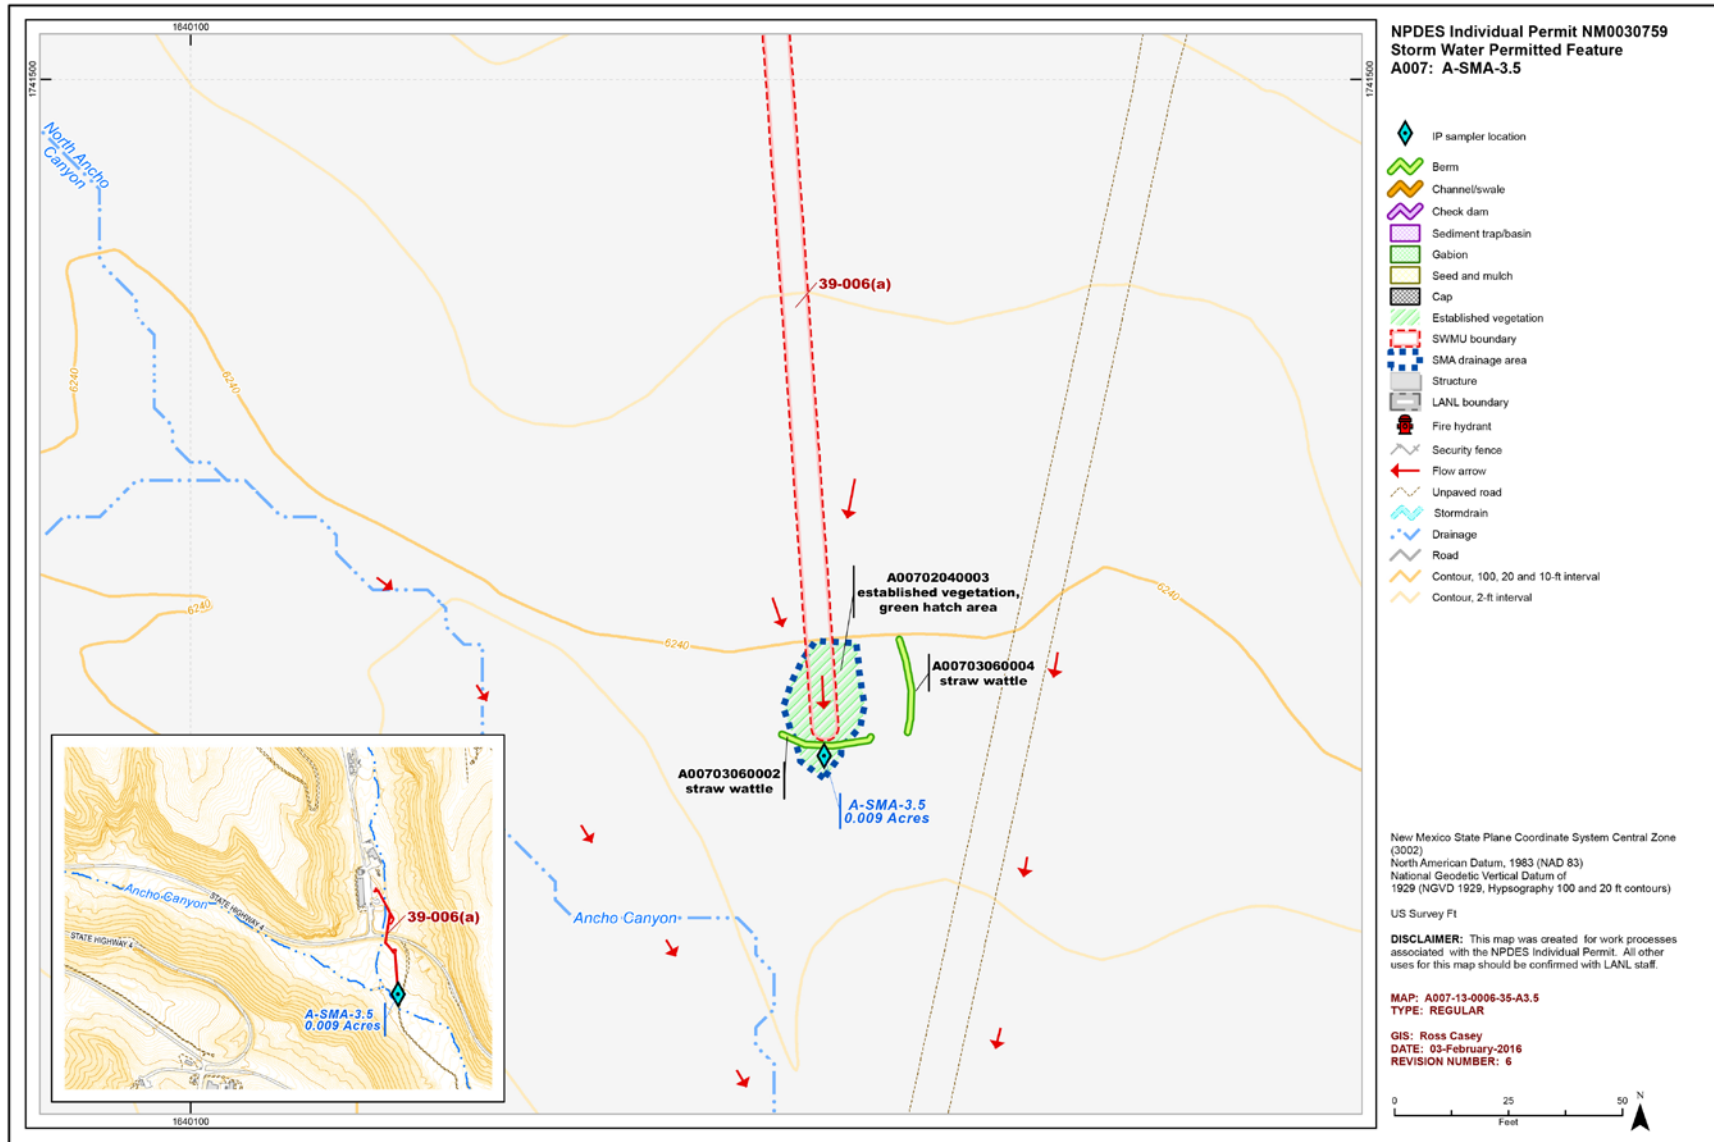 1640100
1741500
1741500
North Ancho
Canyon
39-006(a)
6240
6240
6240
6240
6240
A00702040003
established vegetation,
green hatch area
A00703060004
straw wattle
A00703060002
straw wattle
A-SMA-3.5
0.009 Acres
Ancho Canyon
Ancho Canyon
STATE HIGHWAY 4
STATE HIGHWAY 4
39-006(a)
A-SMA-3.5
0.009 Acres
1640100
NPDES Individual Permit NM0030759
Storm Water Permitted Feature
A007: A-SMA-3.5
IP sampler location
Berm
Channel/swale
Check dam
Sediment trap/basin
Gabion
Seed and mulch
Cap
Established vegetation
SWMU boundary
SMA drainage area
Structure
LANL boundary
Fire hydrant
Security fence
Flow arrow
Unpaved road
Stormdrain
Drainage
Road
Contour, 100, 20 and 10-ft interval
Contour, 2-ft interval
New Mexico State Plane Coordinate System Central Zone
(3002)
North American Datum, 1983 (NAD 83)
National Geodetic Vertical Datum of
1929 (NGVD 1929, Hypsography 100 and 20 ft contours)
US Survey Ft
DISCLAIMER: This map was created for work processes
associated with the NPDES Individual Permit. All other
uses for this map should be confirmed with LANL staff.
MAP: A007-13-0006-35-A3.5
TYPE: REGULAR
GIS: Ross Casey
DATE: 03-February-2016
REVISION NUMBER: 6
0 25 50
Feet
N